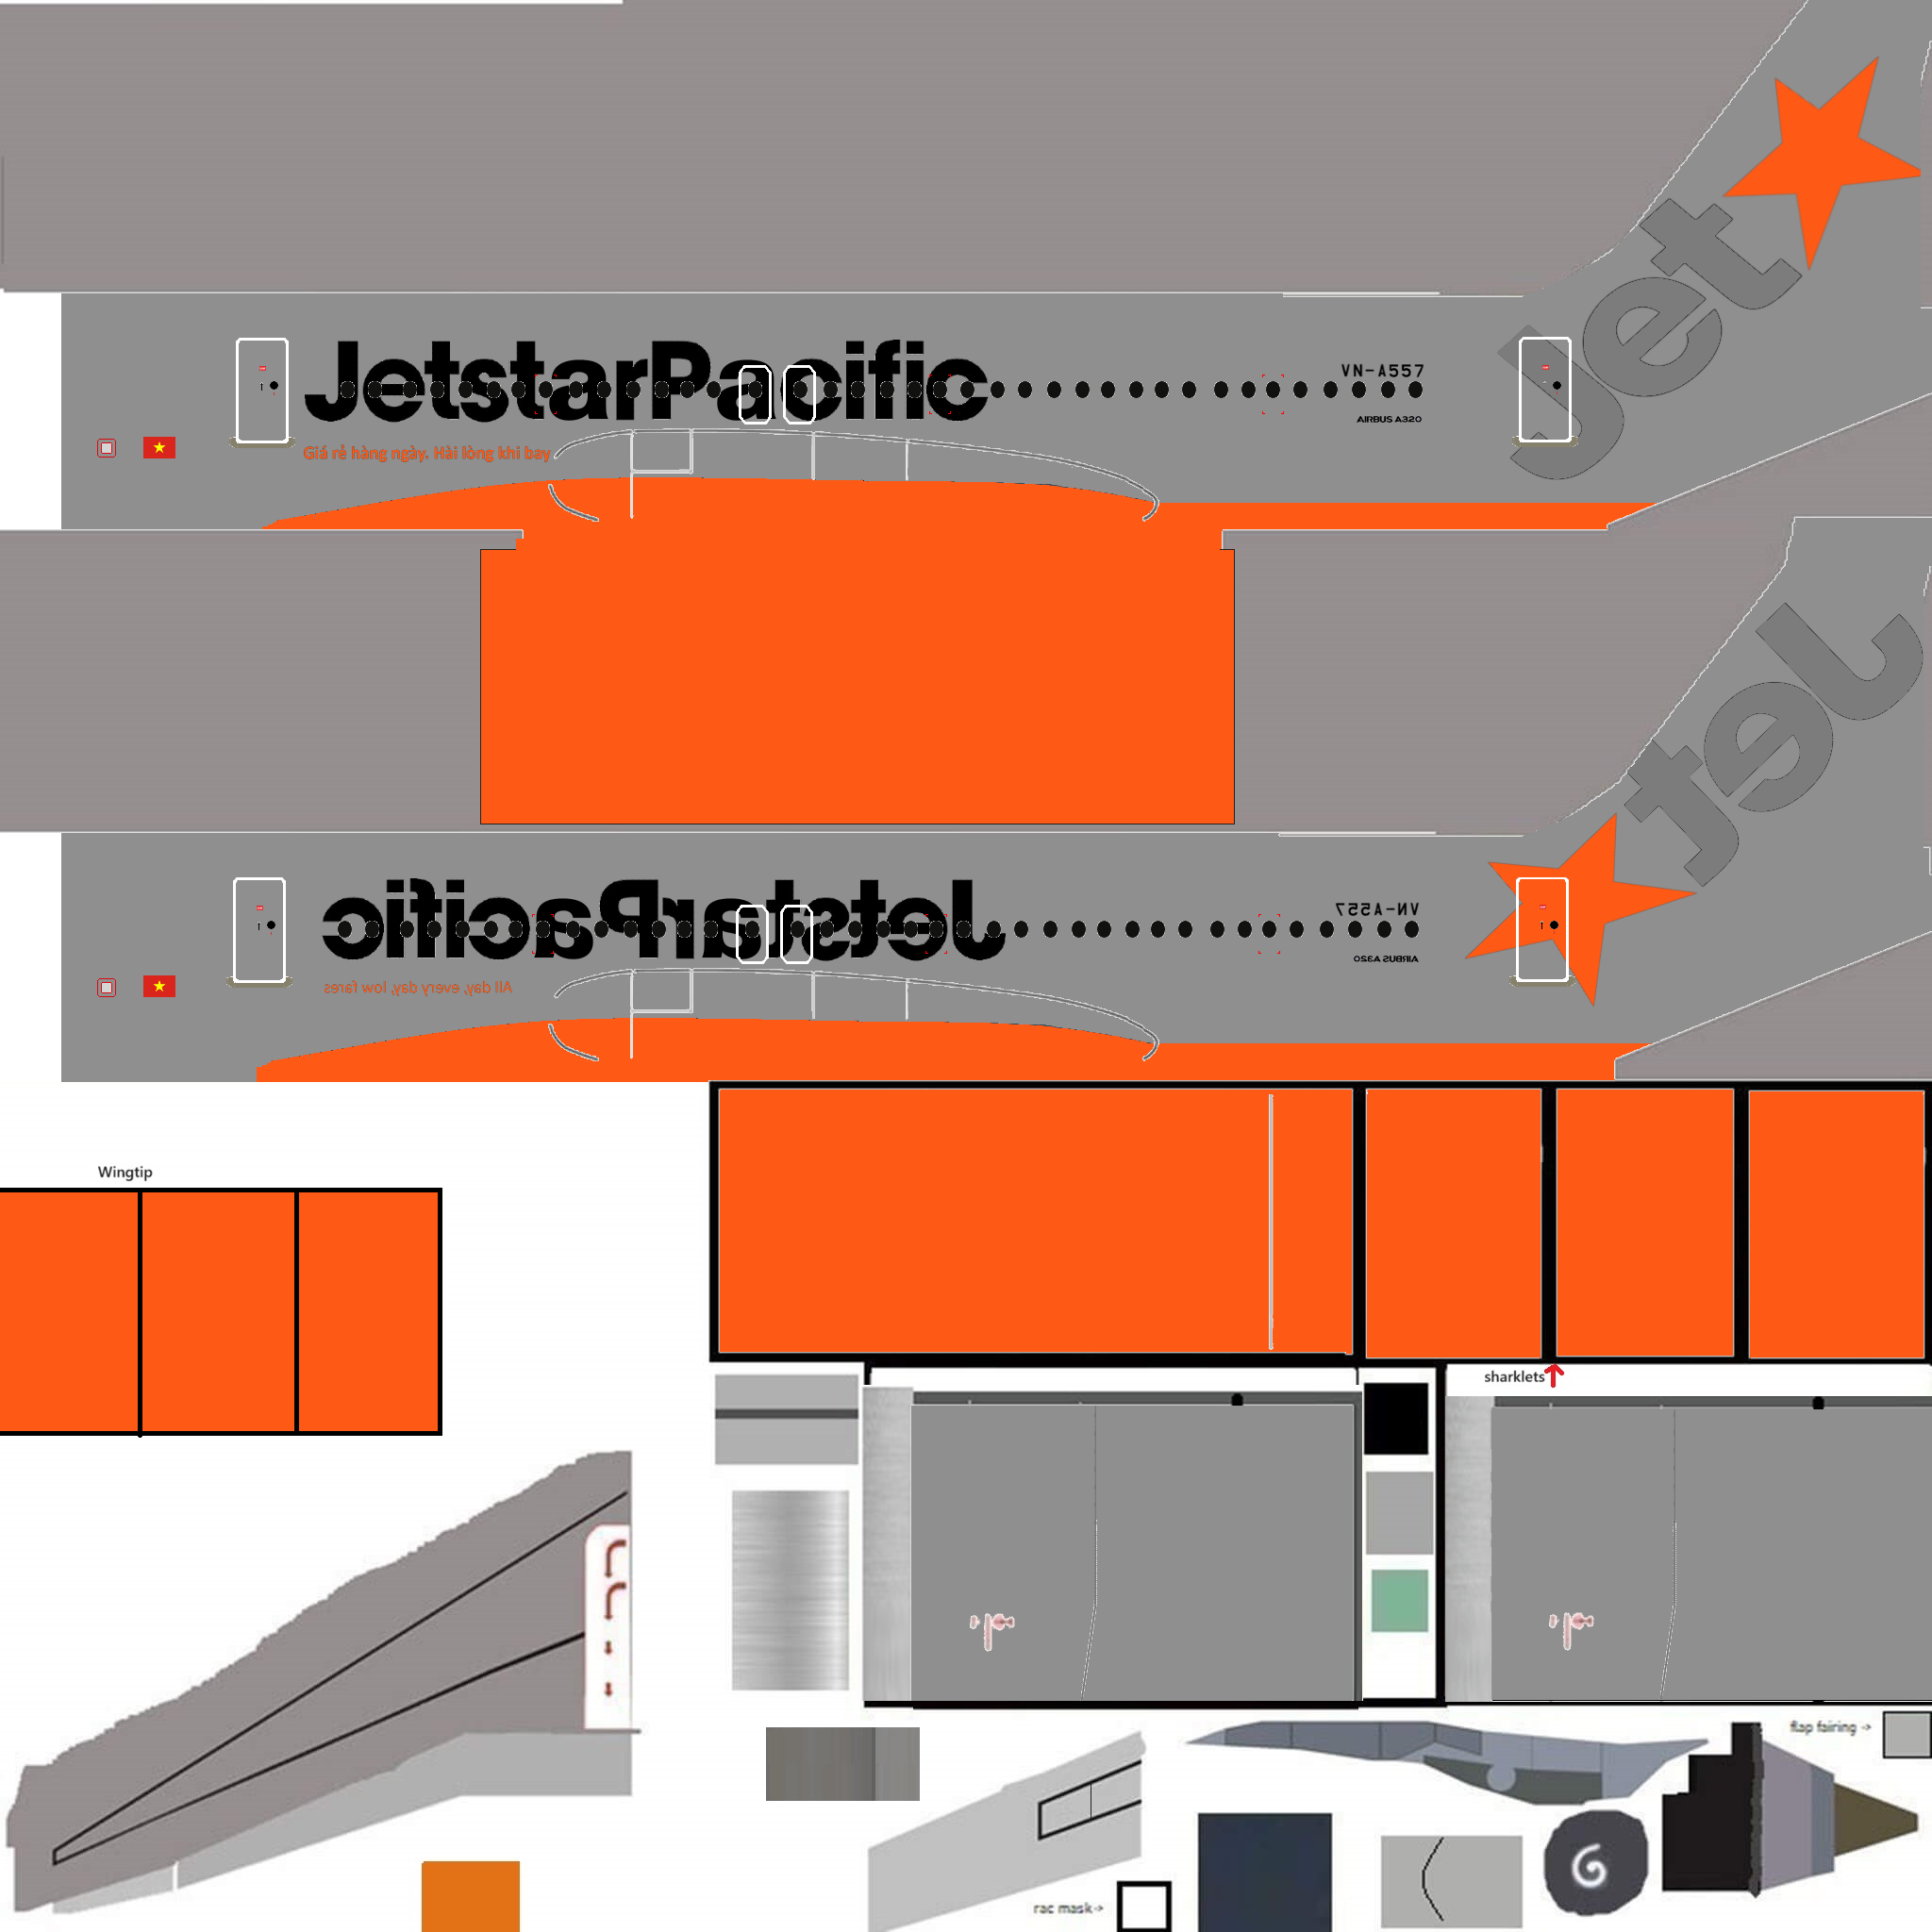 Jet
JetstarPacific
VN-A557
AIRBUS A320
Giá rẻ hàng ngày. Hài lòng khi bay
Jet
JetstarPacific
VN-A557
AIRBUS A320
All day, every day, low fares
Wingtip
sharklets
flap fairing ->
rac mask->